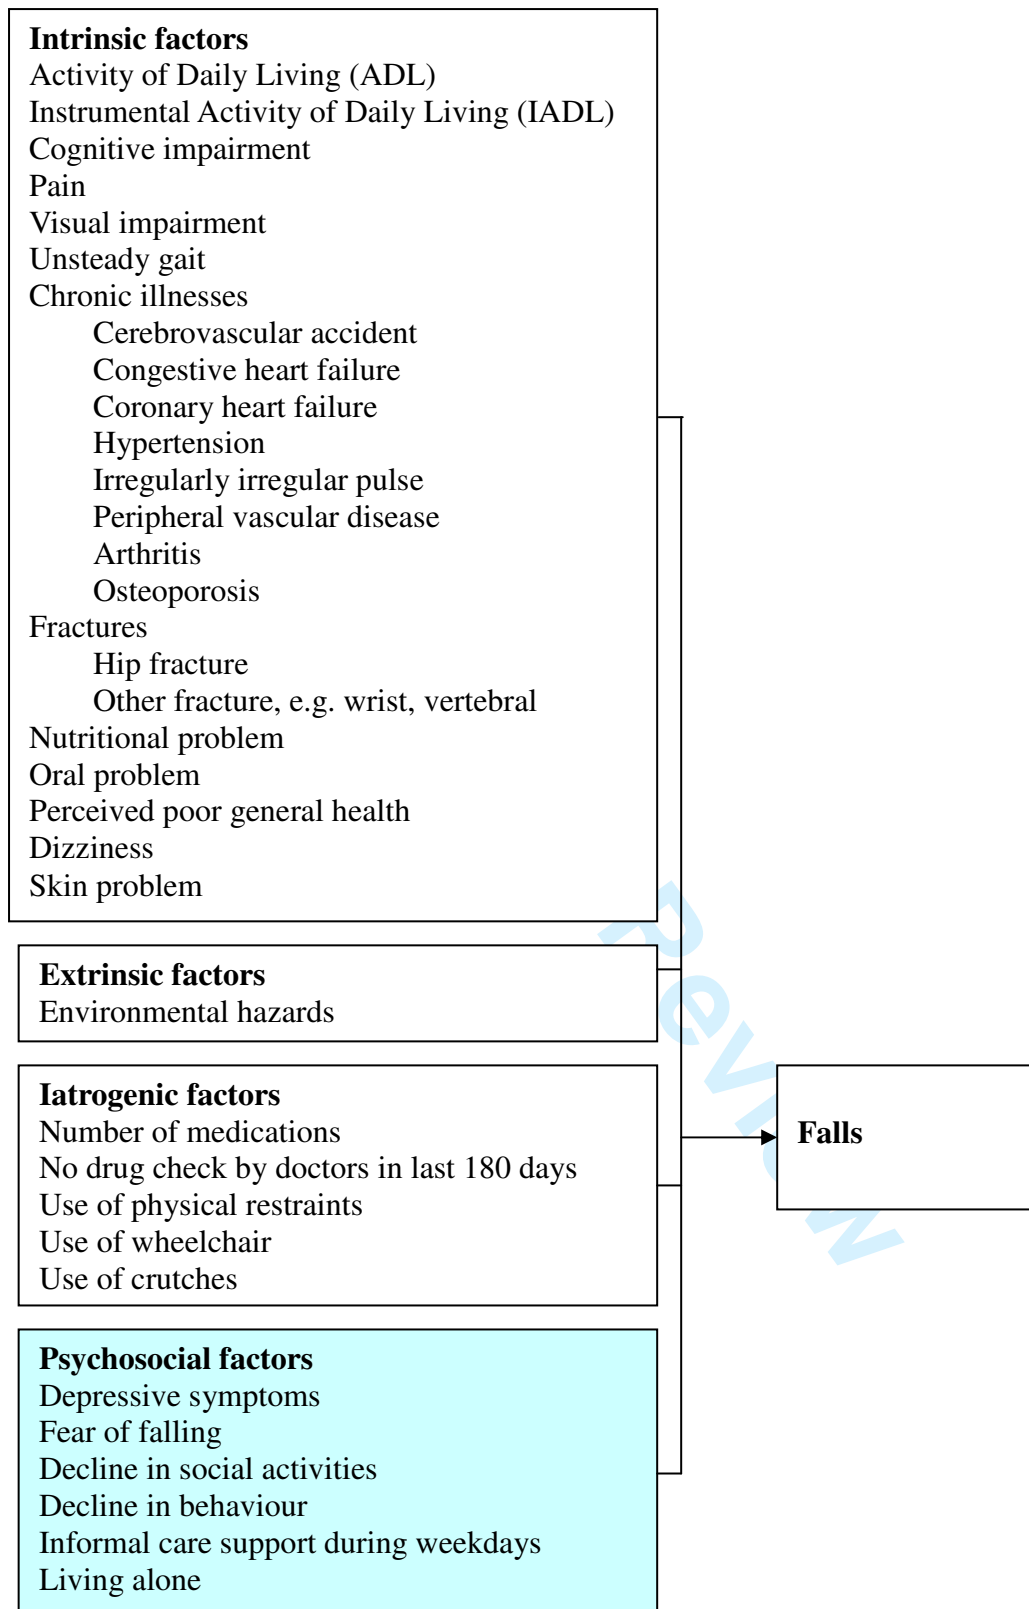 Intrinsic factors
Activity of Daily Living (ADL)
Instrumental Activity of Daily Living (IADL)
Cognitive impairment
Pain
Visual impairment
Unsteady gait
Chronic illnesses
Cerebrovascular accident
Congestive heart failure
Coronary heart failure
Hypertension
Irregularly irregular pulse
Peripheral vascular disease
Arthritis
Osteoporosis
Fractures
Hip fracture
Other fracture, e.g. wrist, vertebral
Nutritional problem
Oral problem
Perceived poor general health
Dizziness
Skin problem
Extrinsic factors
Environmental hazards
Iatrogenic factors
Number of medications
No drug check by doctors in last 180 days
Use of physical restraints
Use of wheelchair
Use of crutches
Falls
Psychosocial factors
Depressive symptoms
Fear of falling
Decline in social activities
Decline in behaviour
Informal care support during weekdays
Living alone
Review